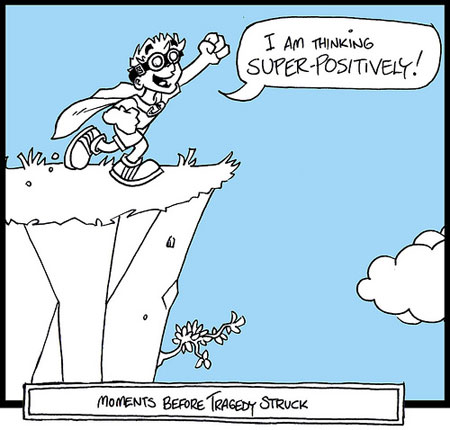 I AM THINKING
SUPER-POSITIVELY!
MOMENTS BEFORE TRAGEDY STRUCK